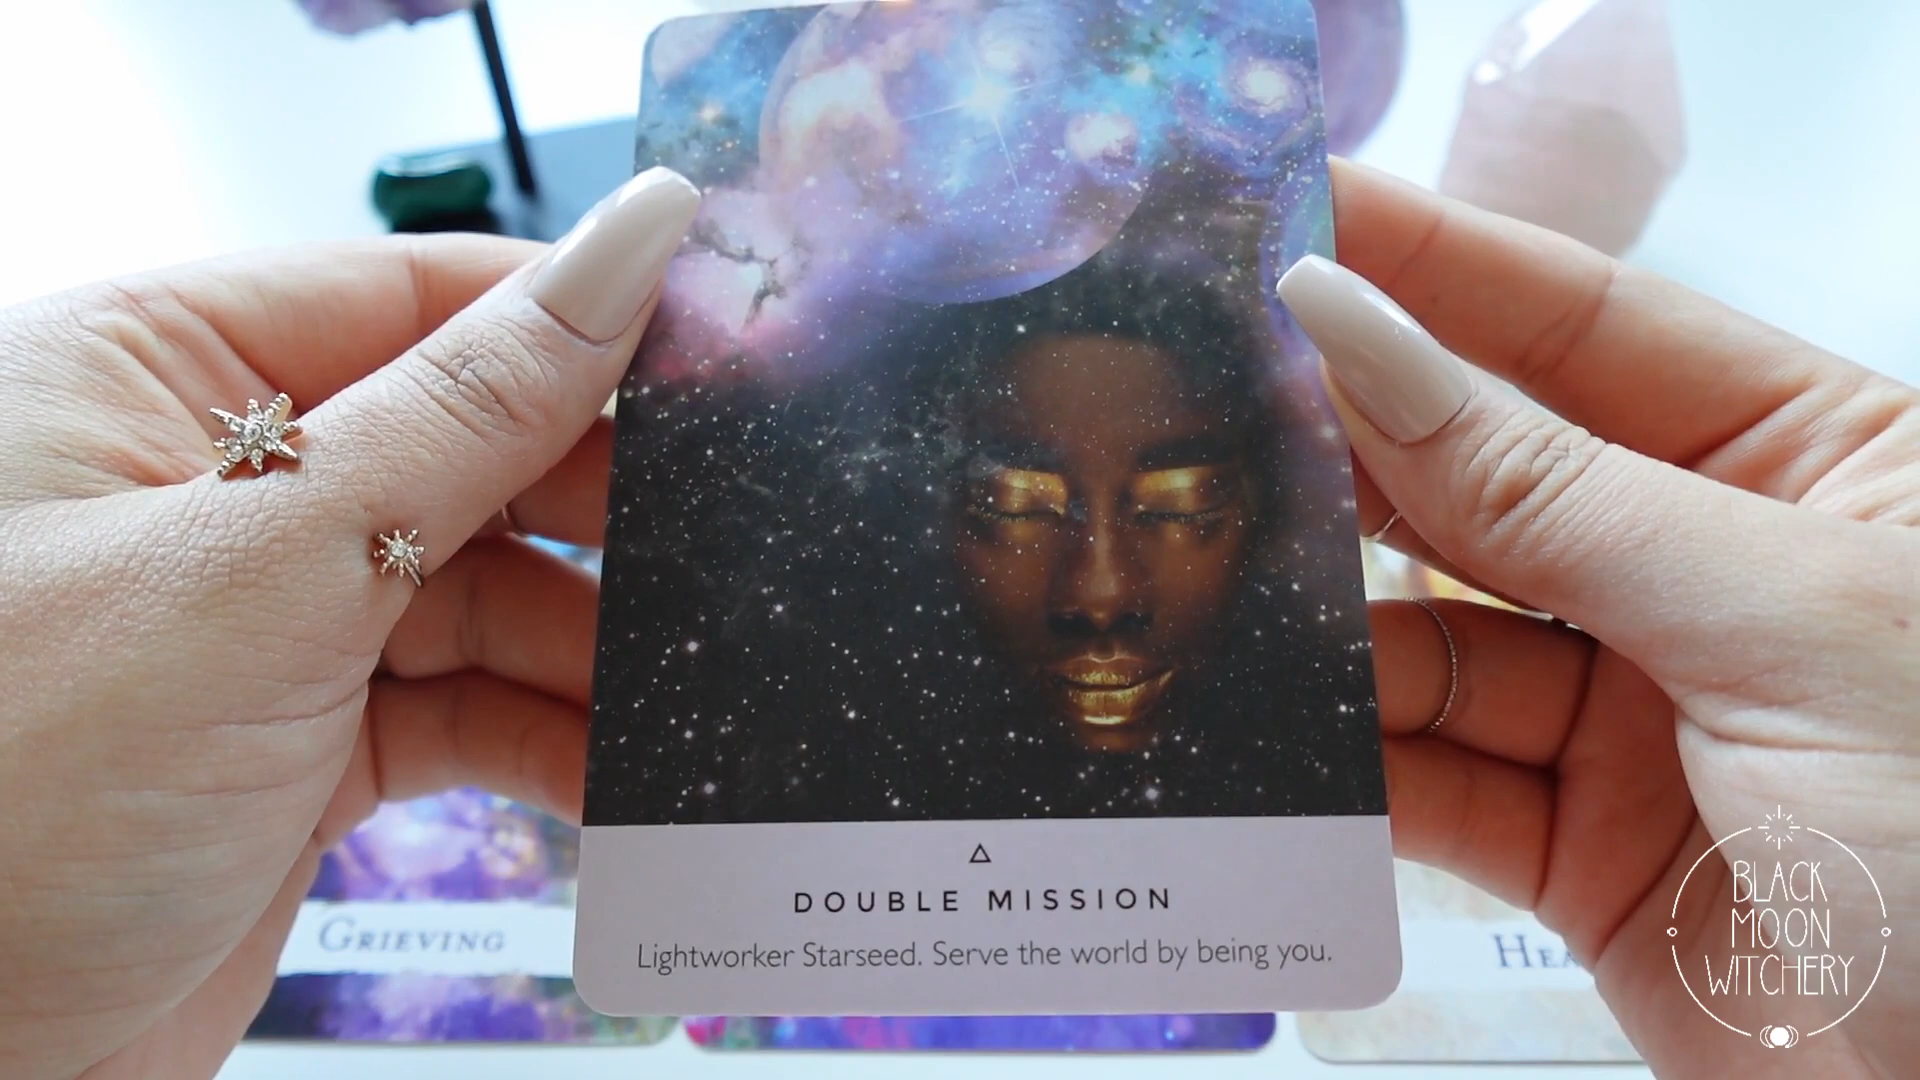 DOUBLE MISSION
Lightworker Starseed. Serve the world by being you.
GRIEVING
BLACK
MOON
WITCHERY